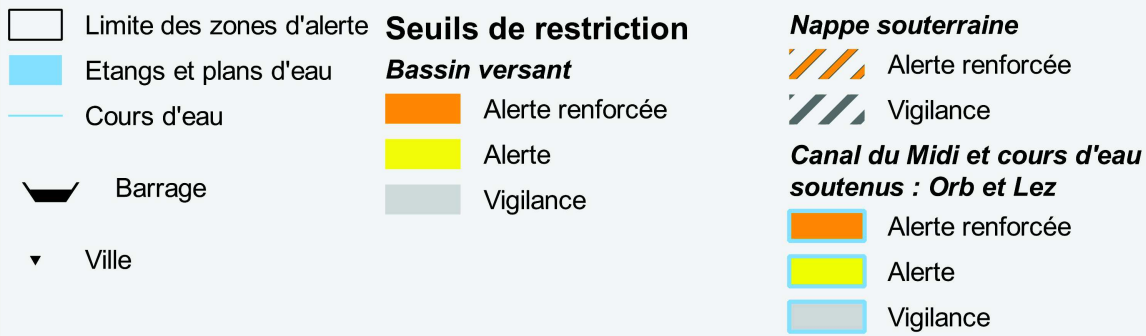 Limite des zones d'alerte
Etangs et plans d'eau
Cours d'eau
Barrage
Ville
Seuils de restriction
Bassin versant
Alerte renforcée
Alerte
Vigilance
Nappe souterraine
Alerte renforcée
Vigilance
Canal du Midi et cours d'eau
soutenus : Orb et Lez
Alerte renforcée
Alerte
Vigilance